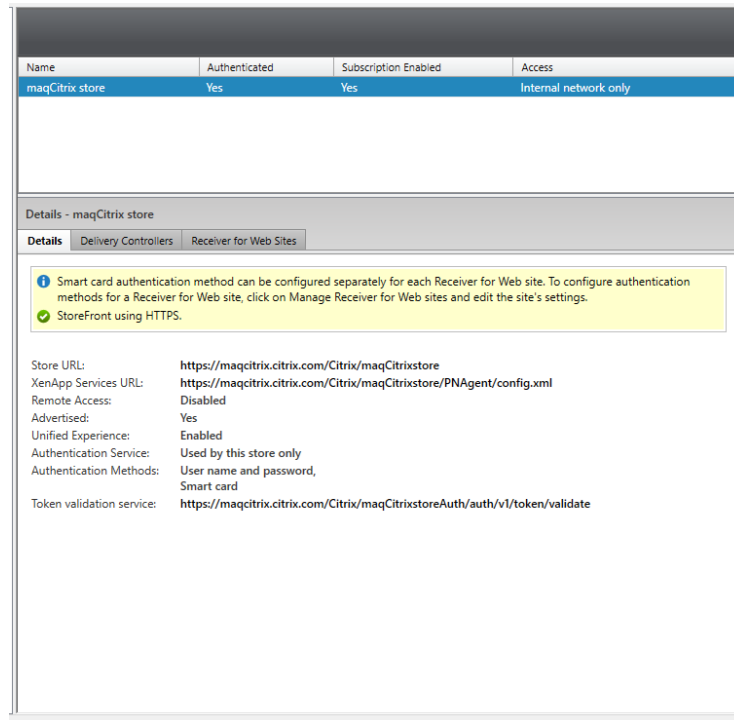 Name Authenticated Subscription Enabled Access
maqCitrix store Yes Yes Internal network only
Details - maqCitrix store
Details Delivery Controllers Receiver for Web Sites
Smart card authentication method can be configured separately for each Receiver for Web site. To configure authentication
methods for a Receiver for Web site, click on Manage Receiver for Web sites and edit the site's settings.
StoreFront using HTTPS.
Store URL: https://maqcitrix.citrix.com/Citrix/maqCitrixstore
XenApp Services URL: https://maqcitrix.citrix.com/Citrix/maqCitrixstore/PNAgent/config.xml
Remote Access: Disabled
Advertised: Yes
Unified Experience: Enabled
Authentication Service: Used by this store only
Authentication Methods: User name and password,
Smart card
Token validation service: https://maqcitrix.citrix.com/Citrix/maqCitrixstoreAuth/auth/v1/token/validate